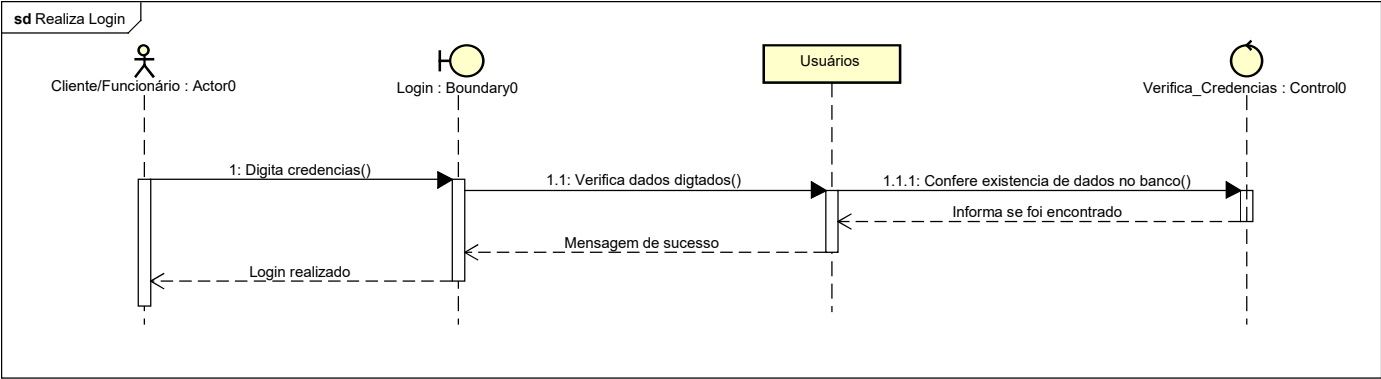 sd Realiza Login
Cliente/Funcionário : Actor0
Login : Boundary0
Usuários
Verifica_Credencias : Control0
1: Digita credencias()
1.1: Verifica dados digtados()
1.1.1: Confere existencia de dados no banco()
Informa se foi encontrado
Mensagem de sucesso
Login realizado